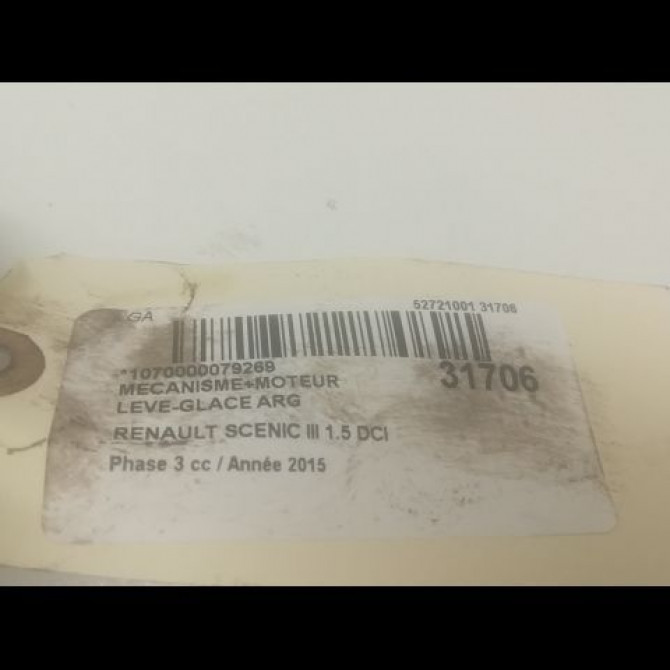 GA
52721001 31706
*1070000079269
31706
MECANISME+MOTEUR
LEVE-GLACE ARG
RENAULT SCENIC III 1.5 DCI
Phase 3 cc / Année 2015